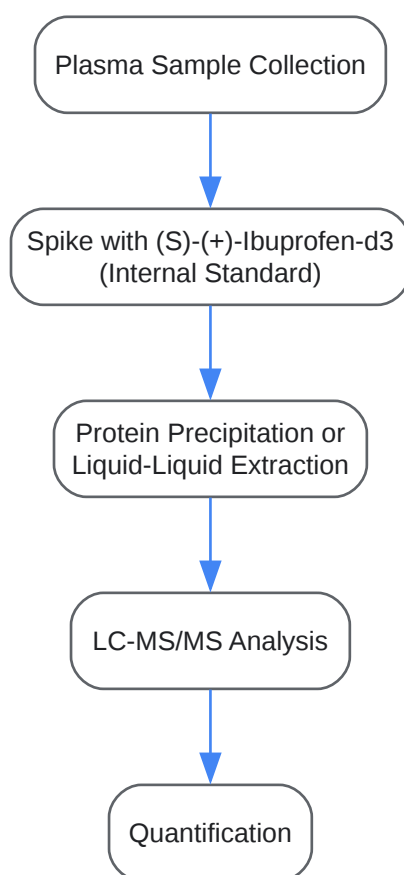 Plasma Sample Collection
Spike with (S)-(+)-Ibuprofen-d3
(Internal Standard)
Protein Precipitation or
Liquid-Liquid Extraction
LC-MS/MS Analysis
Quantification